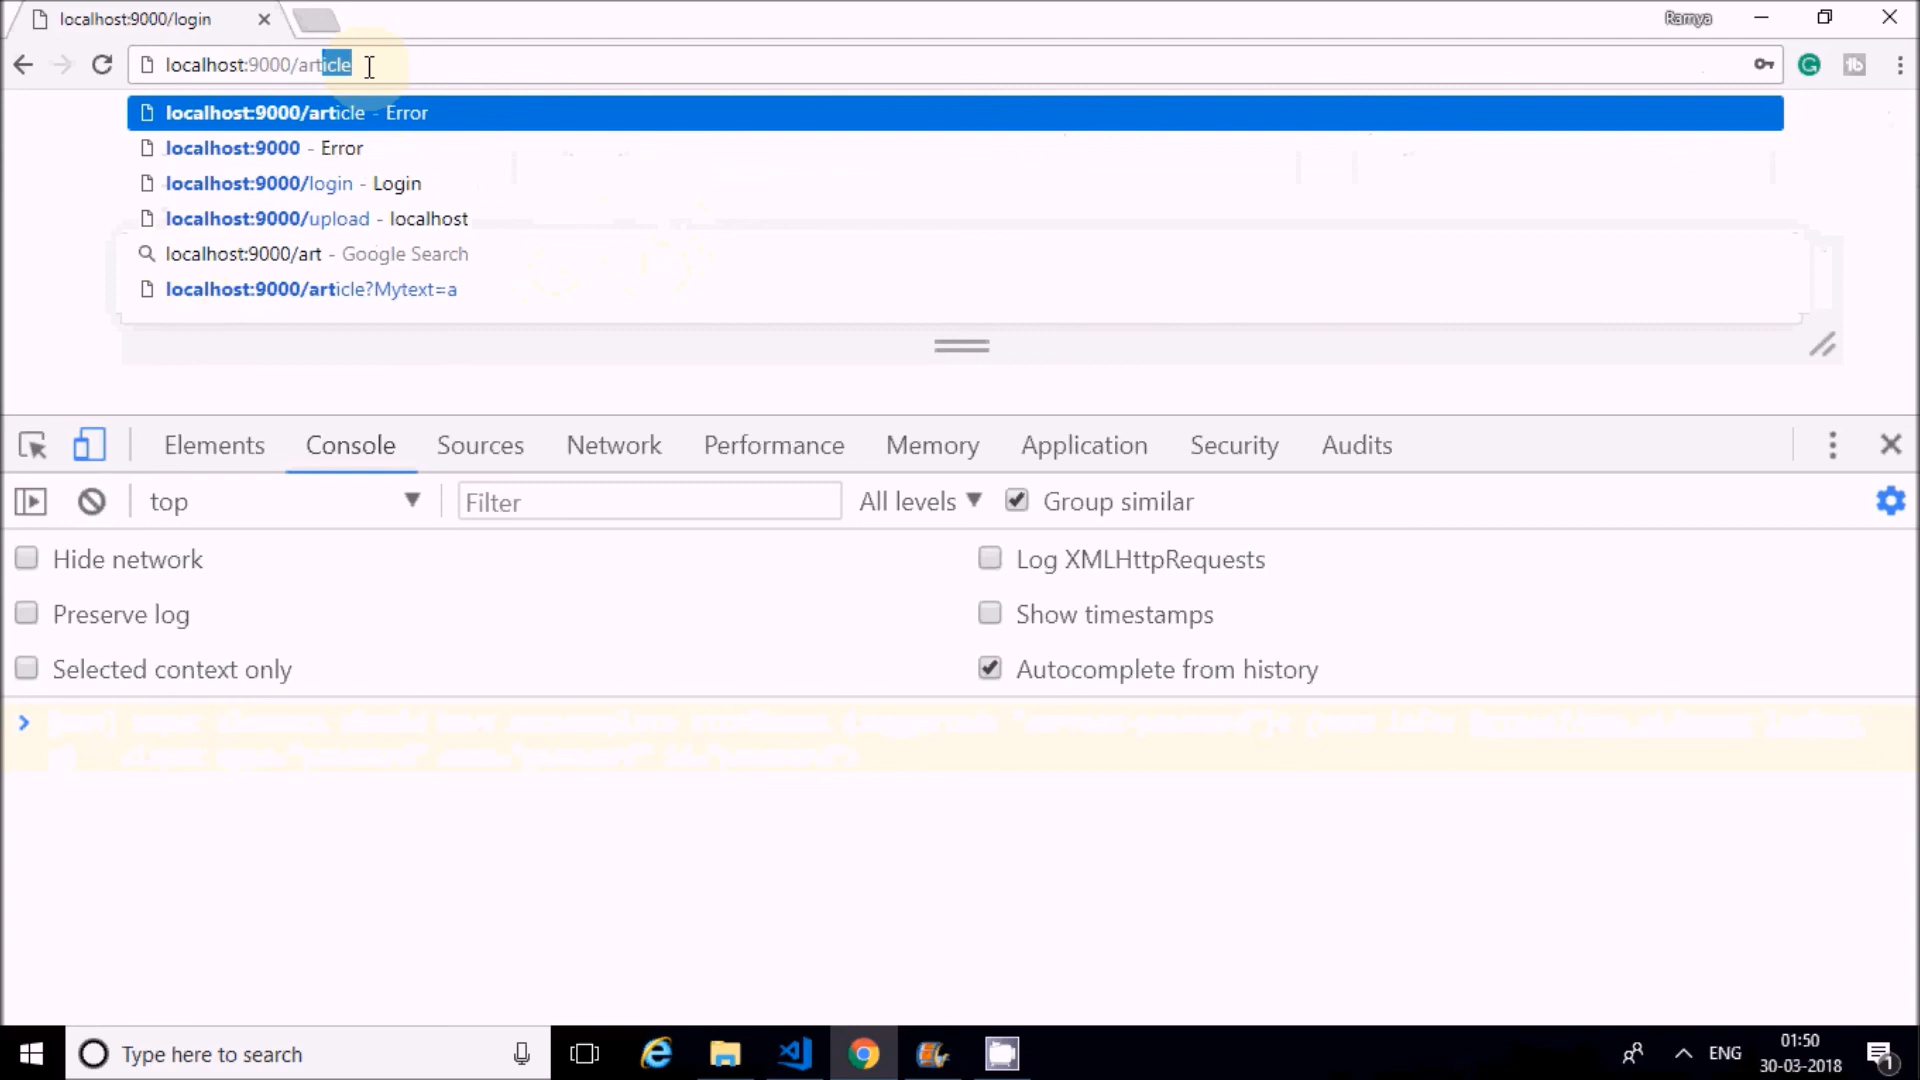 localhost:9000/login
Ramya
localhost:9000/article
localhost:9000/article - Error
localhost:9000 - Error
localhost:9000/login - Login
localhost:9000/upload - localhost
localhost:9000/art - Google Search
localhost:9000/article?Mytext=a
Elements Console Sources Network Performance Memory Application Security Audits
top Filter All levels Group similar
Hide network Log XMLHttpRequests
Preserve log Show timestamps
Selected context only Autocomplete from history
Type here to search
ENG
01:50
30-03-2018
1